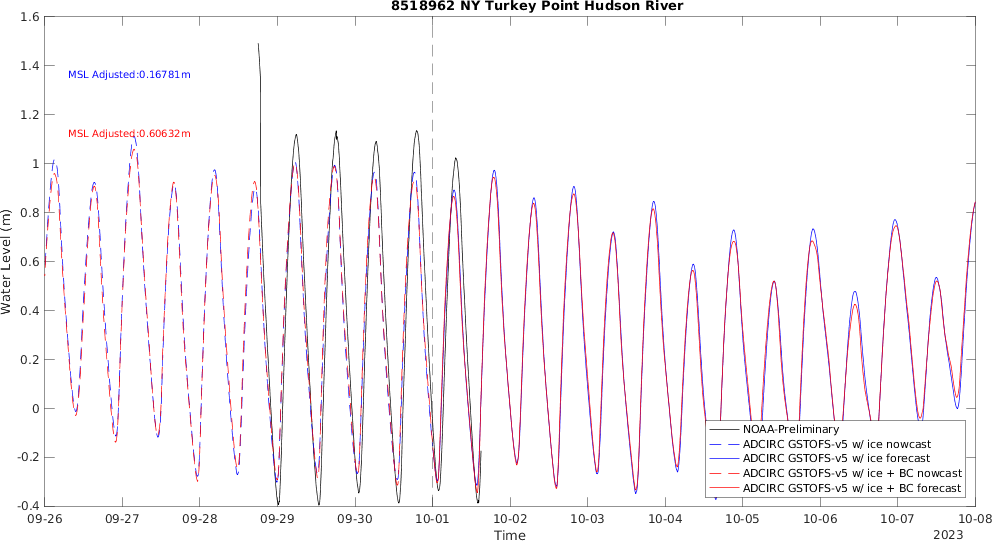 8518962 NY Turkey Point Hudson River
1.6
1.4
1.2
1
0.8
0.6
0.4
0.2
0
-0.2
-0.4
Water Level (m)
MSL Adjusted:0.16781m
MSL Adjusted:0.60632m
NOAA-Preliminary
ADCIRC GSTOFS-v5 w/ ice nowcast
ADCIRC GSTOFS-v5 w/ ice forecast
ADCIRC GSTOFS-v5 w/ ice + BC nowcast
ADCIRC GSTOFS-v5 w/ ice + BC forecast
09-26 09-27 09-28 09-29 09-30 10-01 10-02 10-03 10-04 10-05 10-06 10-07 10-08
Time
2023